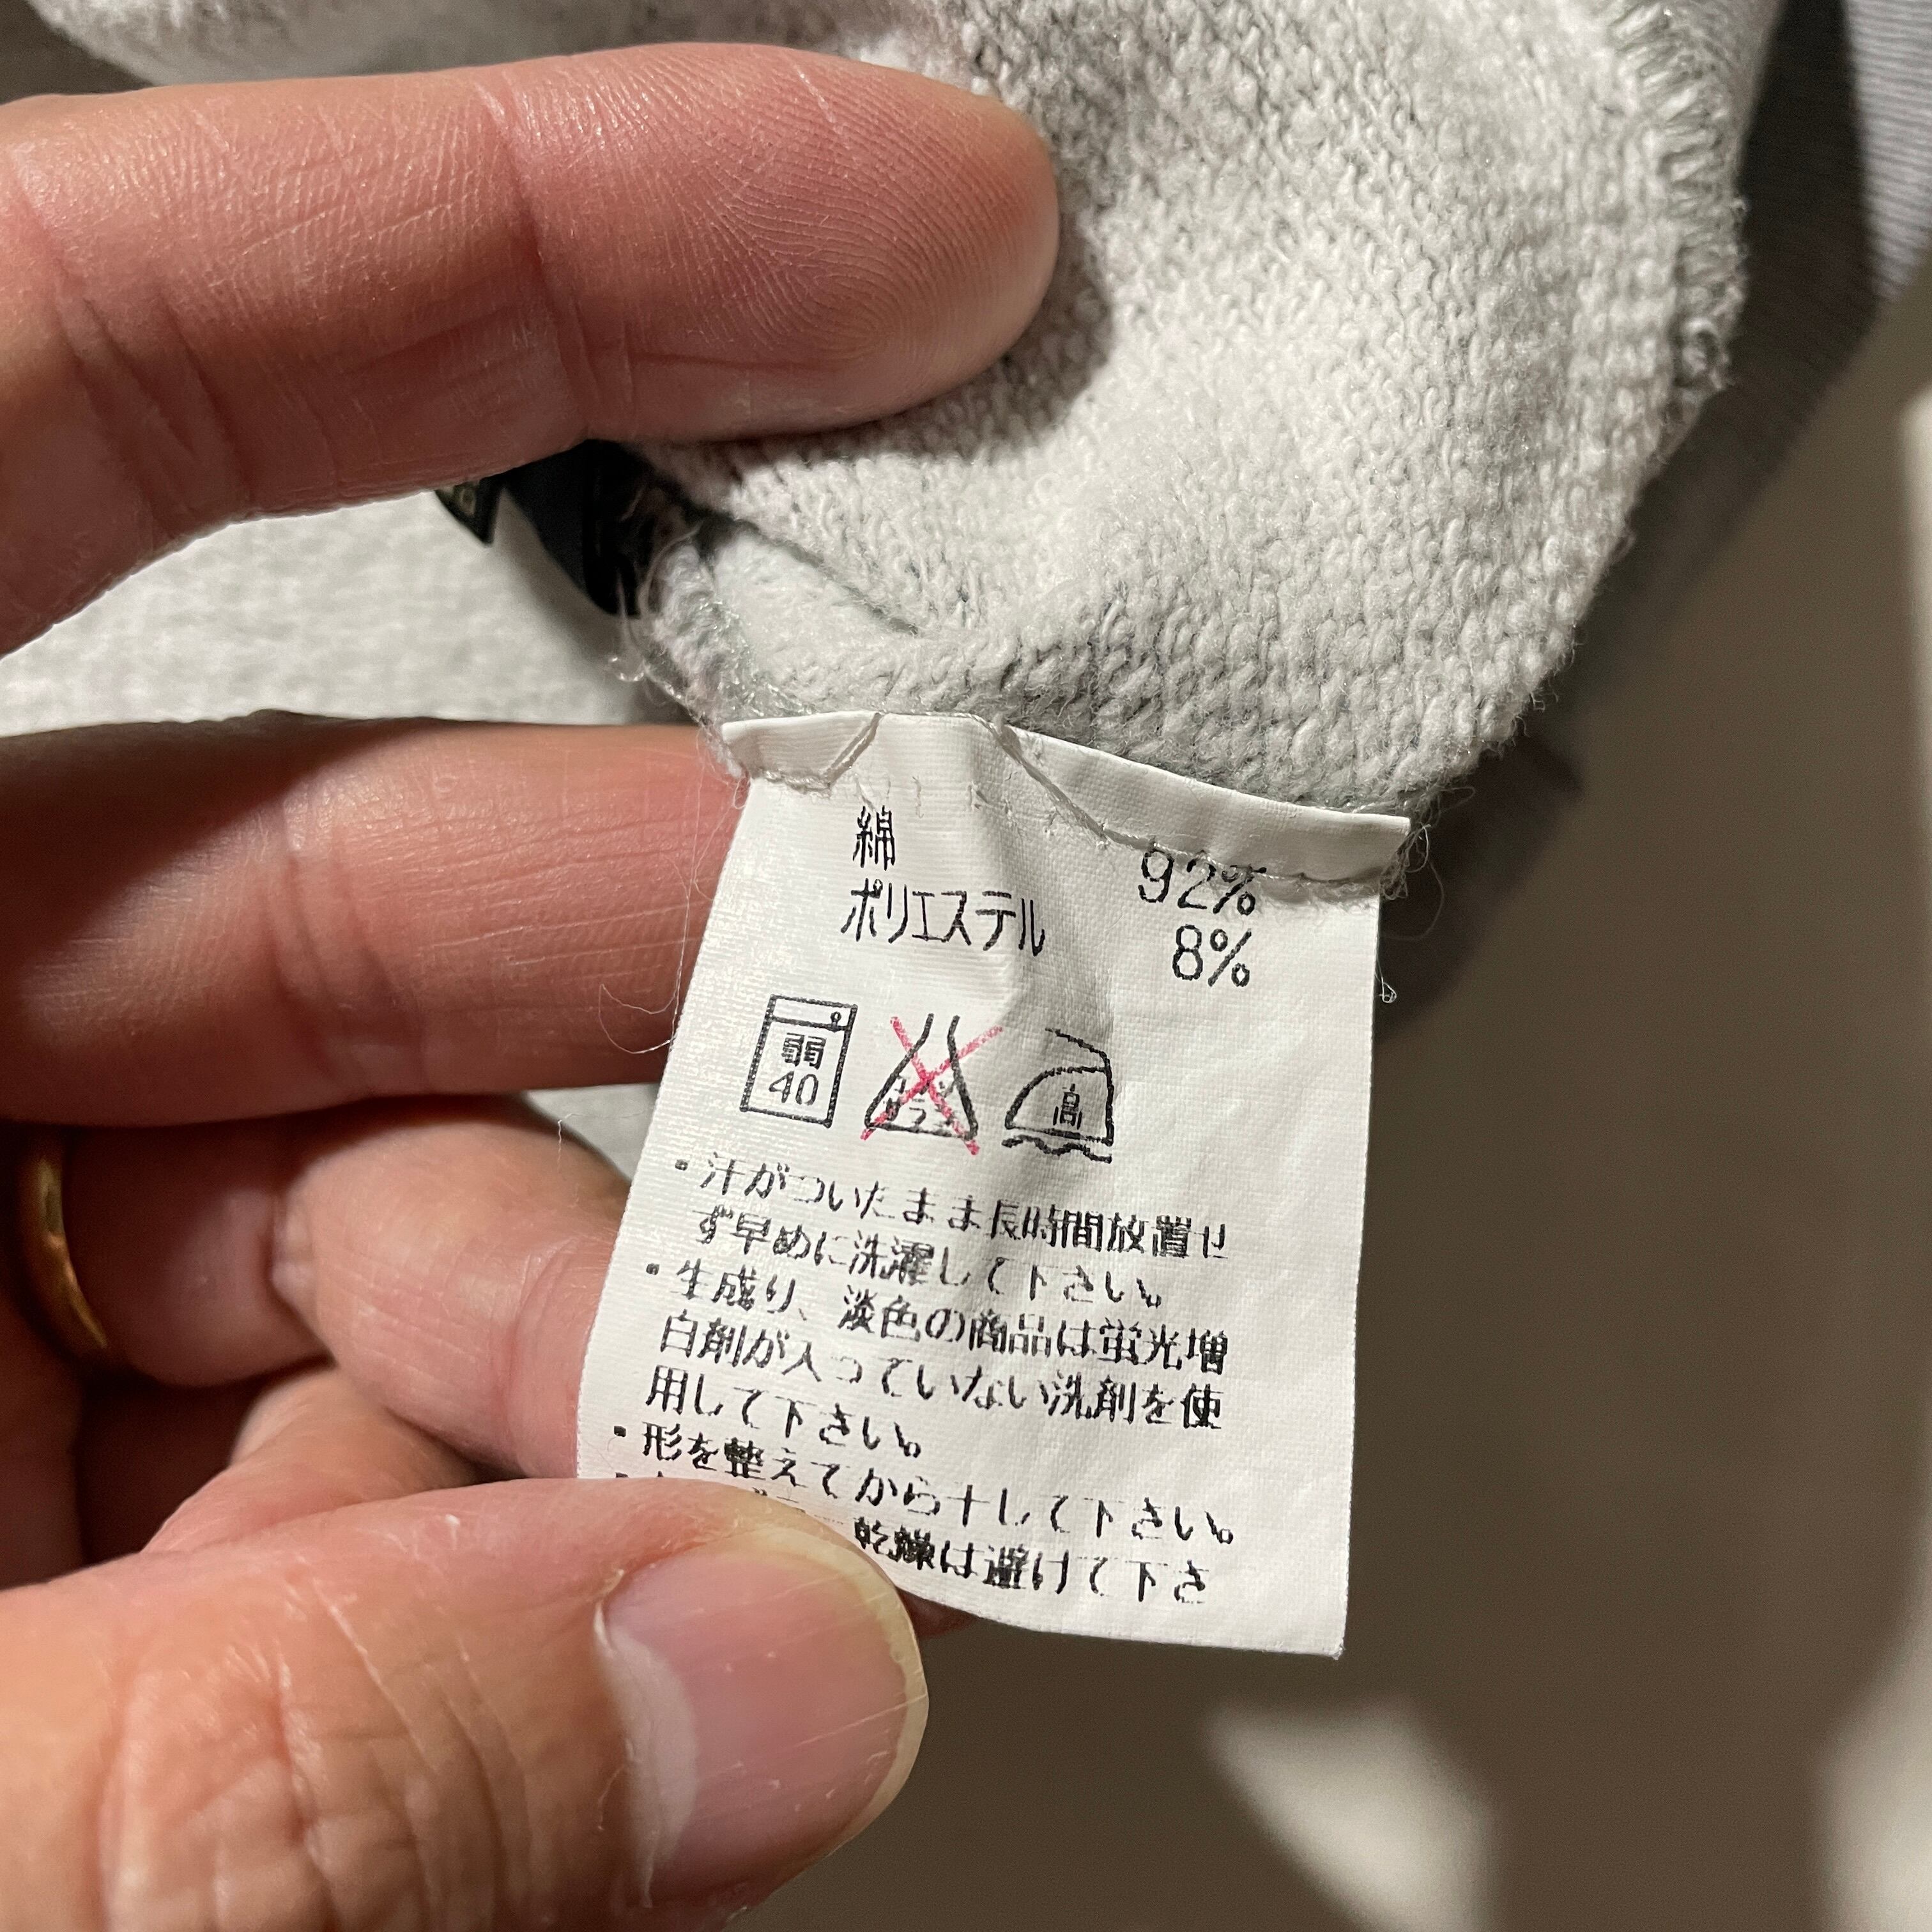 綿 92%
ポリエステル 8%
弱
40
高
・汗がついたまま長時間放置せ
ず早めに洗濯して下さい。
・生成り、淡色の商品は蛍光増
白剤が入っていない洗剤を使
用して下さい。
・形を整えてから干して下さい。
乾燥は避けて下さ